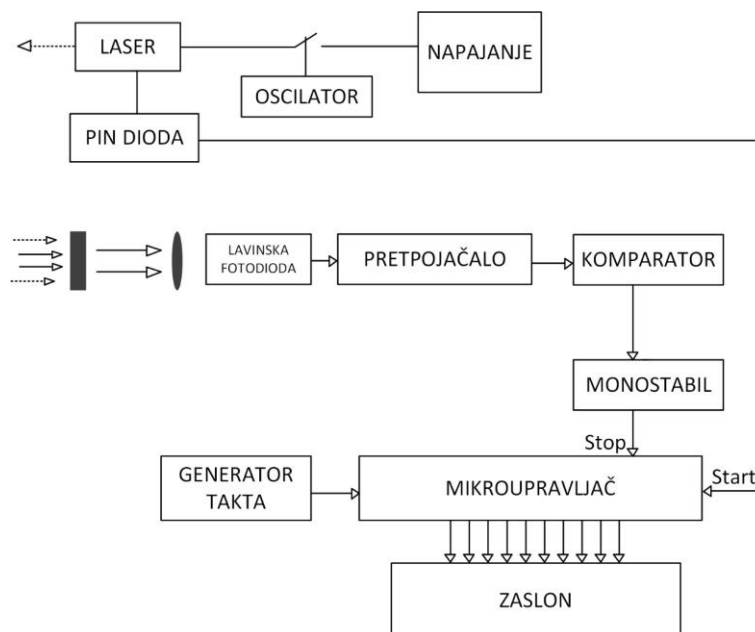 LASER
NAPAJANJE
OSCILATOR
PIN DIODA
LAVINSKA
FOTODIODA
PRETPOJAČALO
KOMPARATOR
MONOSTABIL
Stop
GENERATOR
TAKTA
MIKROUPRAVLJAČ
Start
ZASLON